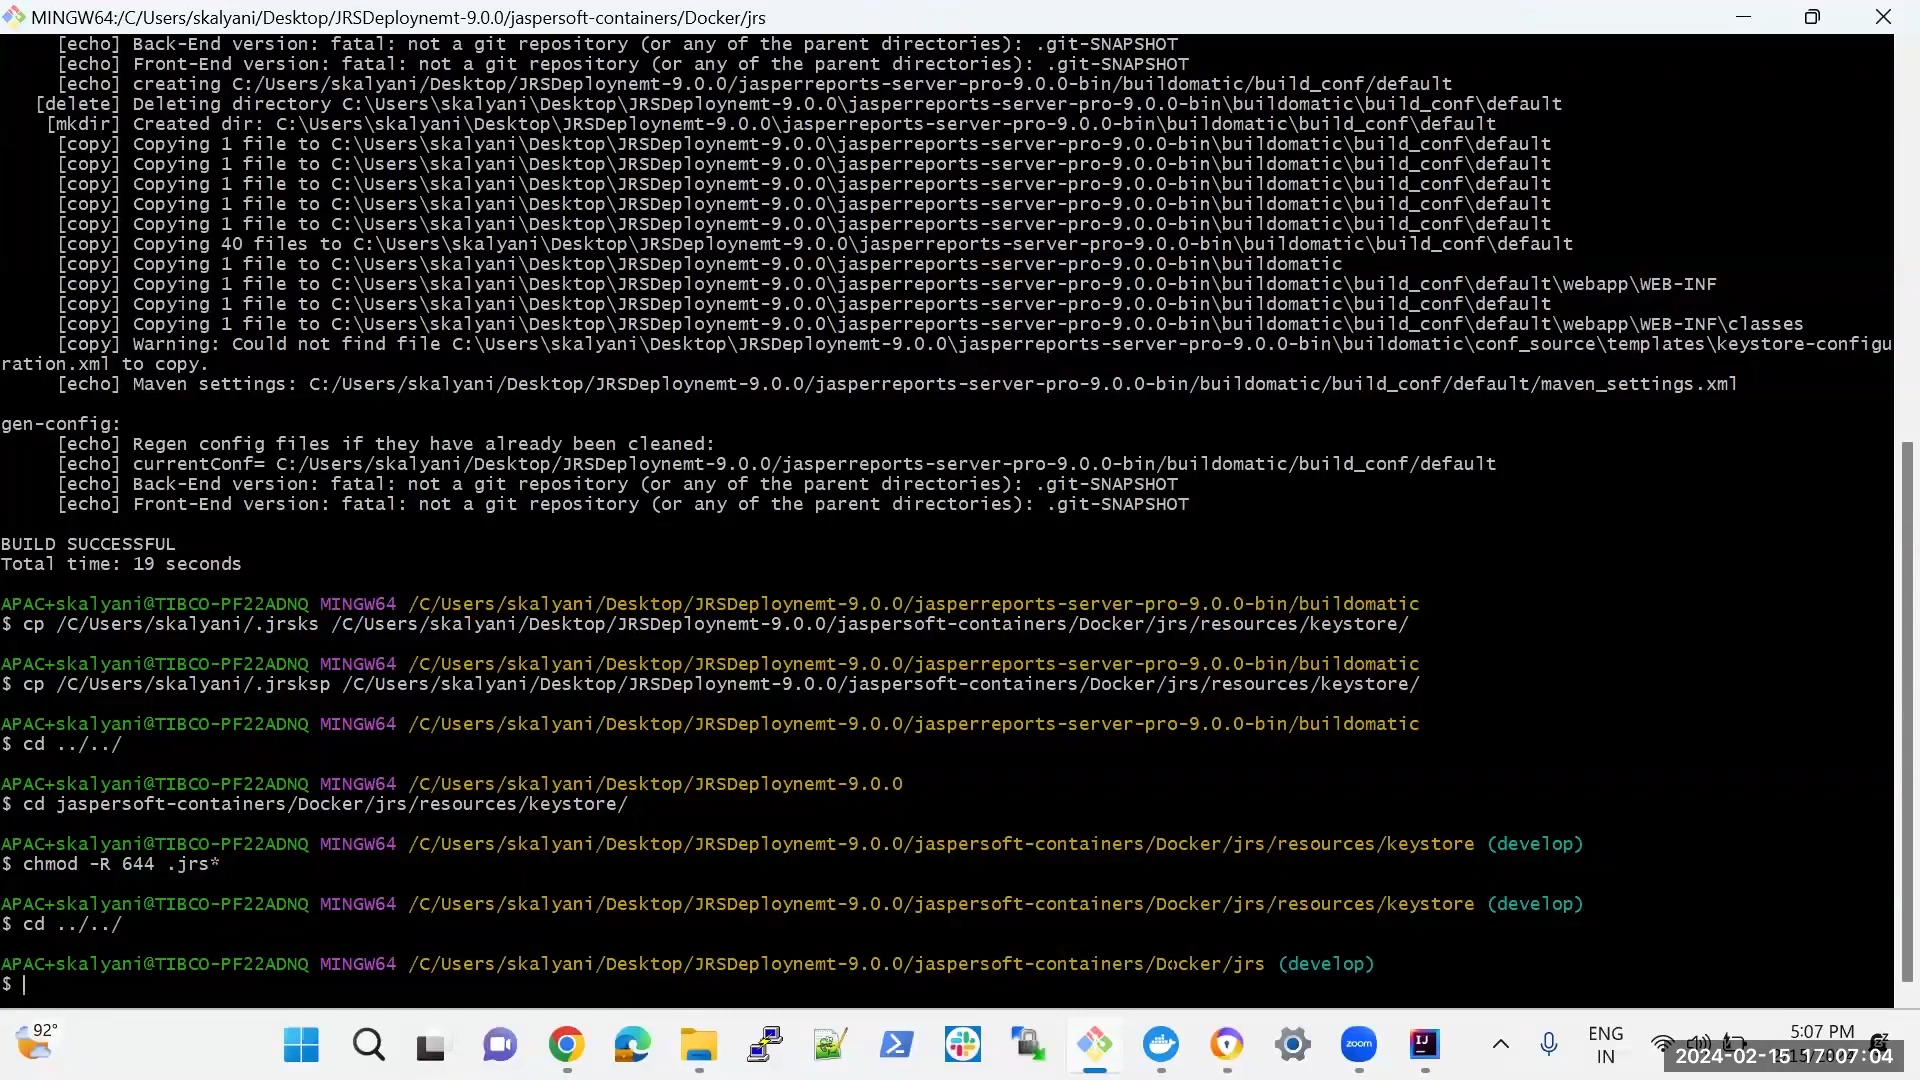 MINGW64:/C/Users/skalyani/Desktop/JRSDeploynemt-9.0.0/jaspersoft-containers/Docker/jrs
[echo] Back-End version: fatal: not a git repository (or any of the parent directories): .git-SNAPSHOT
[echo] Front-End version: fatal: not a git repository (or any of the parent directories): .git-SNAPSHOT
[echo] creating C:/Users/skalyani/Desktop/JRSDeploynemt-9.0.0/jasperreports-server-pro-9.0.0-bin/buildomatic/build_conf/default
[delete] Deleting directory C:\Users\skalyani\Desktop\JRSDeploynemt-9.0.0\jasperreports-server-pro-9.0.0-bin\buildomatic\build_conf\default
[mkdir] Created dir: C:\Users\skalyani\Desktop\JRSDeploynemt-9.0.0\jasperreports-server-pro-9.0.0-bin\buildomatic\build_conf\default
[copy] Copying 1 file to C:\Users\skalyani\Desktop\JRSDeploynemt-9.0.0\jasperreports-server-pro-9.0.0-bin\buildomatic\build_conf\default
[copy] Copying 1 file to C:\Users\skalyani\Desktop\JRSDeploynemt-9.0.0\jasperreports-server-pro-9.0.0-bin\buildomatic\build_conf\default
[copy] Copying 1 file to C:\Users\skalyani\Desktop\JRSDeploynemt-9.0.0\jasperreports-server-pro-9.0.0-bin\buildomatic\build_conf\default
[copy] Copying 1 file to C:\Users\skalyani\Desktop\JRSDeploynemt-9.0.0\jasperreports-server-pro-9.0.0-bin\buildomatic\build_conf\default
[copy] Copying 1 file to C:\Users\skalyani\Desktop\JRSDeploynemt-9.0.0\jasperreports-server-pro-9.0.0-bin\buildomatic\build_conf\default
[copy] Copying 40 files to C:\Users\skalyani\Desktop\JRSDeploynemt-9.0.0\jasperreports-server-pro-9.0.0-bin\buildomatic\build_conf\default
[copy] Copying 1 file to C:\Users\skalyani\Desktop\JRSDeploynemt-9.0.0\jasperreports-server-pro-9.0.0-bin\buildomatic
[copy] Copying 1 file to C:\Users\skalyani\Desktop\JRSDeploynemt-9.0.0\jasperreports-server-pro-9.0.0-bin\buildomatic\build_conf\default\webapp\WEB-INF
[copy] Copying 1 file to C:\Users\skalyani\Desktop\JRSDeploynemt-9.0.0\jasperreports-server-pro-9.0.0-bin\buildomatic\build_conf\default
[copy] Copying 1 file to C:\Users\skalyani\Desktop\JRSDeploynemt-9.0.0\jasperreports-server-pro-9.0.0-bin\buildomatic\build_conf\default\webapp\WEB-INF\classes
[copy] Warning: Could not find file C:\Users\skalyani\Desktop\JRSDeploynemt-9.0.0\jasperreports-server-pro-9.0.0-bin\buildomatic\conf_source\templates\keystore-configu
ration.xml to copy.
[echo] Maven settings: C:/Users/skalyani/Desktop/JRSDeploynemt-9.0.0/jasperreports-server-pro-9.0.0-bin/buildomatic/build_conf/default/maven_settings.xml
gen-config:
[echo] Regen config files if they have already been cleaned:
[echo] currentConf= C:/Users/skalyani/Desktop/JRSDeploynemt-9.0.0/jasperreports-server-pro-9.0.0-bin/buildomatic/build_conf/default
[echo] Back-End version: fatal: not a git repository (or any of the parent directories): .git-SNAPSHOT
[echo] Front-End version: fatal: not a git repository (or any of the parent directories): .git-SNAPSHOT
BUILD SUCCESSFUL
Total time: 19 seconds
APAC+skalyani@TIBCO-PF22ADNQ MINGW64 /C/Users/skalyani/Desktop/JRSDeploynemt-9.0.0/jasperreports-server-pro-9.0.0-bin/buildomatic
$ cp /C/Users/skalyani/.jrsks /C/Users/skalyani/Desktop/JRSDeploynemt-9.0.0/jaspersoft-containers/Docker/jrs/resources/keystore/
APAC+skalyani@TIBCO-PF22ADNQ MINGW64 /C/Users/skalyani/Desktop/JRSDeploynemt-9.0.0/jasperreports-server-pro-9.0.0-bin/buildomatic
$ cp /C/Users/skalyani/.jrsksp /C/Users/skalyani/Desktop/JRSDeploynemt-9.0.0/jaspersoft-containers/Docker/jrs/resources/keystore/
APAC+skalyani@TIBCO-PF22ADNQ MINGW64 /C/Users/skalyani/Desktop/JRSDeploynemt-9.0.0/jasperreports-server-pro-9.0.0-bin/buildomatic
$ cd ../../
APAC+skalyani@TIBCO-PF22ADNQ MINGW64 /C/Users/skalyani/Desktop/JRSDeploynemt-9.0.0
$ cd jaspersoft-containers/Docker/jrs/resources/keystore/
APAC+skalyani@TIBCO-PF22ADNQ MINGW64 /C/Users/skalyani/Desktop/JRSDeploynemt-9.0.0/jaspersoft-containers/Docker/jrs/resources/keystore (develop)
$ chmod -R 644 .jrs*
APAC+skalyani@TIBCO-PF22ADNQ MINGW64 /C/Users/skalyani/Desktop/JRSDeploynemt-9.0.0/jaspersoft-containers/Docker/jrs/resources/keystore (develop)
$ cd ../../
APAC+skalyani@TIBCO-PF22ADNQ MINGW64 /C/Users/skalyani/Desktop/JRSDeploynemt-9.0.0/jaspersoft-containers/Docker/jrs (develop)
$
92°
zoom
IJ
ENG
IN
5:07 PM
2024-02-15 17:07:04